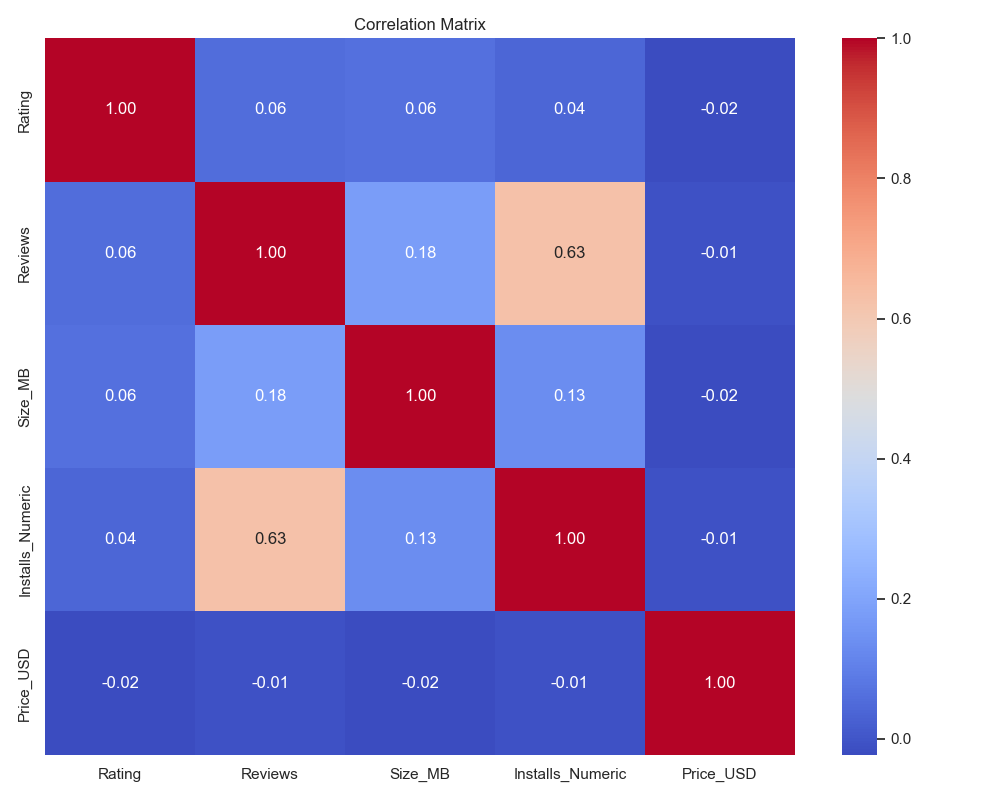 Correlation Matrix
Rating 1.00 0.06 0.06 0.04 -0.02
Reviews 0.06 1.00 0.18 0.63 -0.01
Size_MB 0.06 0.18 1.00 0.13 -0.02
Installs_Numeric 0.04 0.63 0.13 1.00 -0.01
Price_USD -0.02 -0.01 -0.02 -0.01 1.00
Rating Reviews Size_MB Installs_Numeric Price_USD
1.0
0.8
0.6
0.4
0.2
0.0